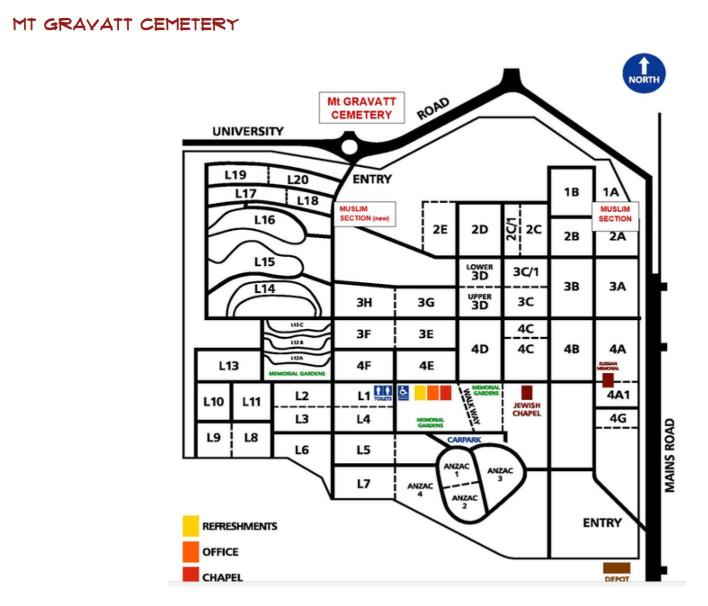 MT GRAVATT CEMETERY
NORTH
Mt GRAVATT
CEMETERY
ROAD
UNIVERSITY
ENTRY
L19
L20
L17
L18
L16
L15
L14
MUSLIM
SECTION (new)
1B
1A
MUSLIM
SECTION
2E
2D
2C/1
2C
2B
2A
LOWER
3D
3C/1
UPPER
3D
3C
3B
3A
3H
3G
3F
3E
L13C
L13B
L13A
MEMORIAL GARDENS
4D
4C
4C
4B
4A
RUSSIAN
MEMORIAL
L13
4F
4E
L10
L11
L2
L1
TOILETS
MEMORIAL
GARDENS
WALK WAY
JEWISH
CHAPEL
4A1
L3
L4
MEMORIAL
GARDENS
4G
L9
L8
L6
L5
CARPARK
L7
ANZAC
4
ANZAC
1
ANZAC
2
ANZAC
3
MAINS ROAD
ENTRY
REFRESHMENTS
OFFICE
CHAPEL
DEPOT